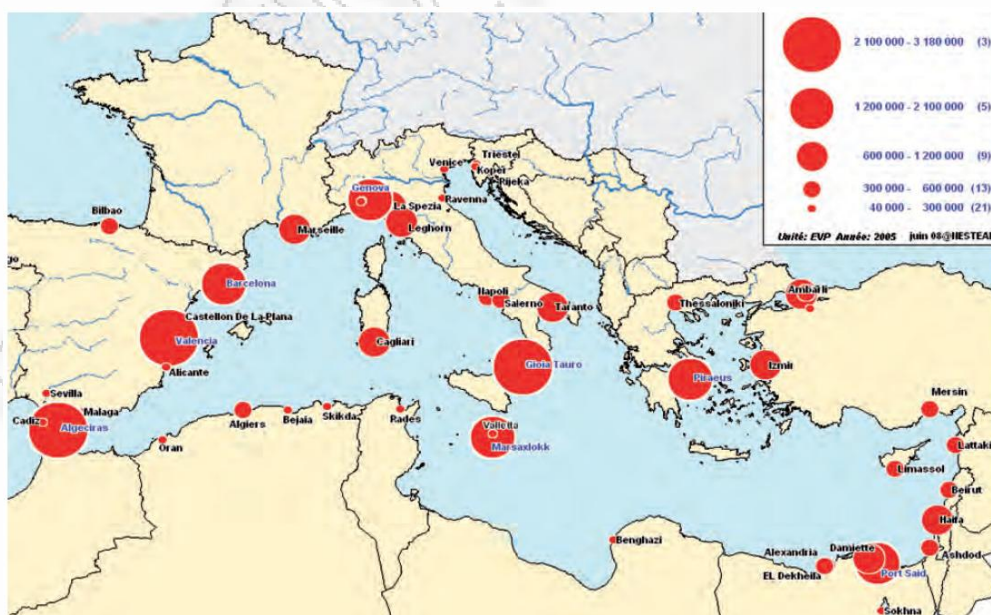 2 100 000 - 3 180 000 (3)
1 200 000 - 2 100 000 (5)
600 000 - 1 200 000 (9)
300 000 - 600 000 (13)
40 000 - 300 000 (21)
Unité: EVP Année: 2005 juin 08@NESTEAR
Venice
Trieste
Koper
Rijeka
Genova
Ravenna
La Spezia
Leghorn
Bilbao
Marseille
go
Barcelona
Napoli
Salerno
Taranto
Thessaloniki
Ambarli
Castellon De La Plana
Valencia
Cagliari
Gioia Tauro
Piraeus
Izmir
Alicante
Sevilla
Malaga
Cadiz
Algeciras
Algiers
Bejaia
Skikda
Rades
Oran
Valletta
Marsaxlokk
Mersin
Lattaki
Limassol
Beirut
Haifa
Benghazi
Alexandria
Damiette
Ashdod
EL Dekheila
Port Said
Sokhna